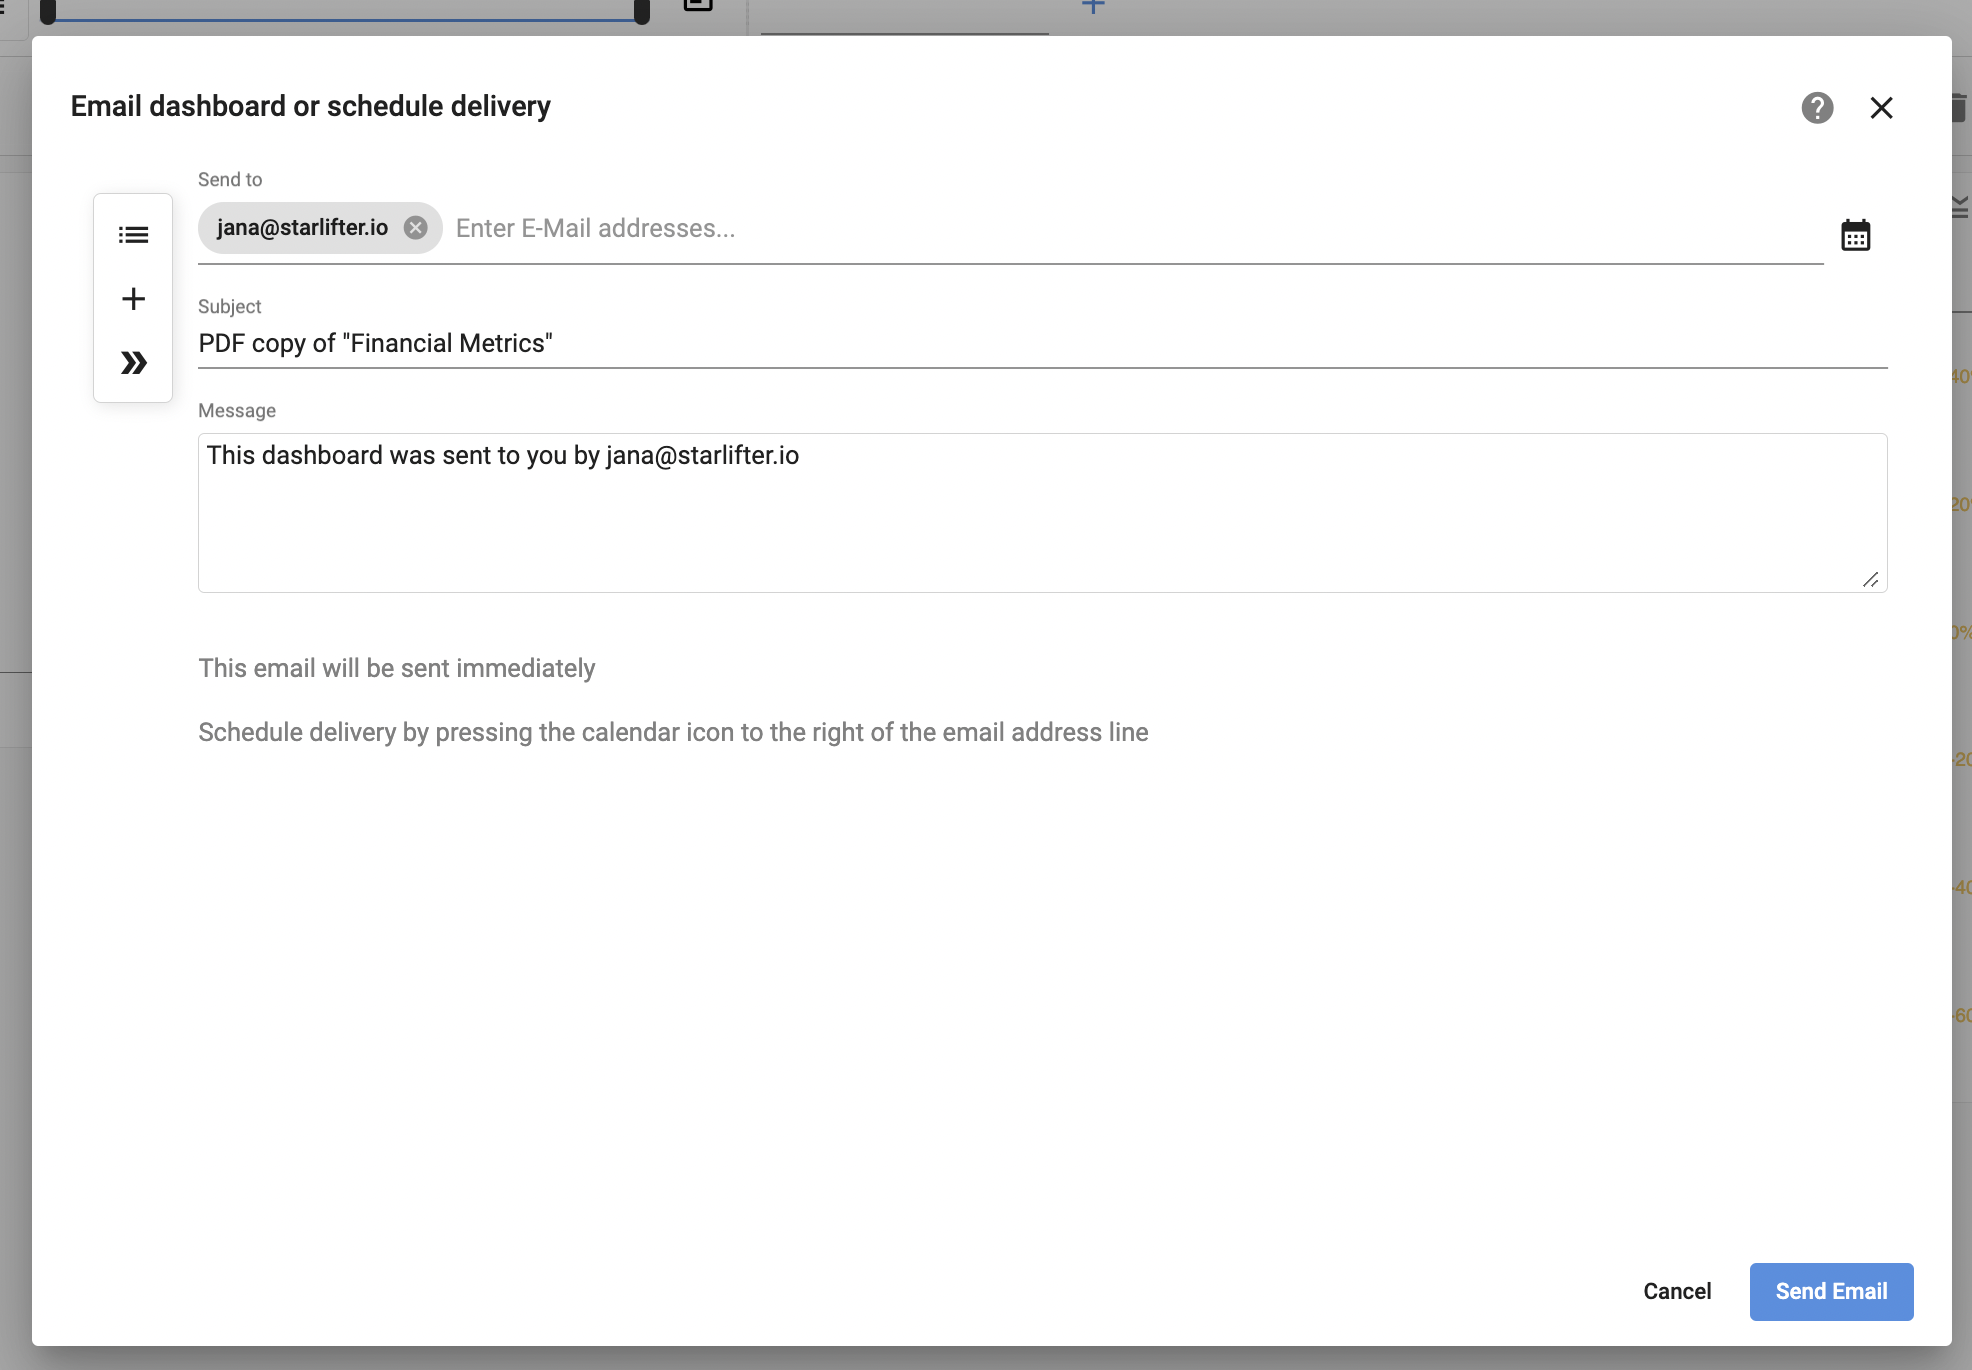 Email dashboard or schedule delivery
Send to
jana@starlifter.io Enter E-Mail addresses...
Subject
PDF copy of "Financial Metrics"
Message
This dashboard was sent to you by jana@starlifter.io
This email will be sent immediately
Schedule delivery by pressing the calendar icon to the right of the email address line
Cancel Send Email